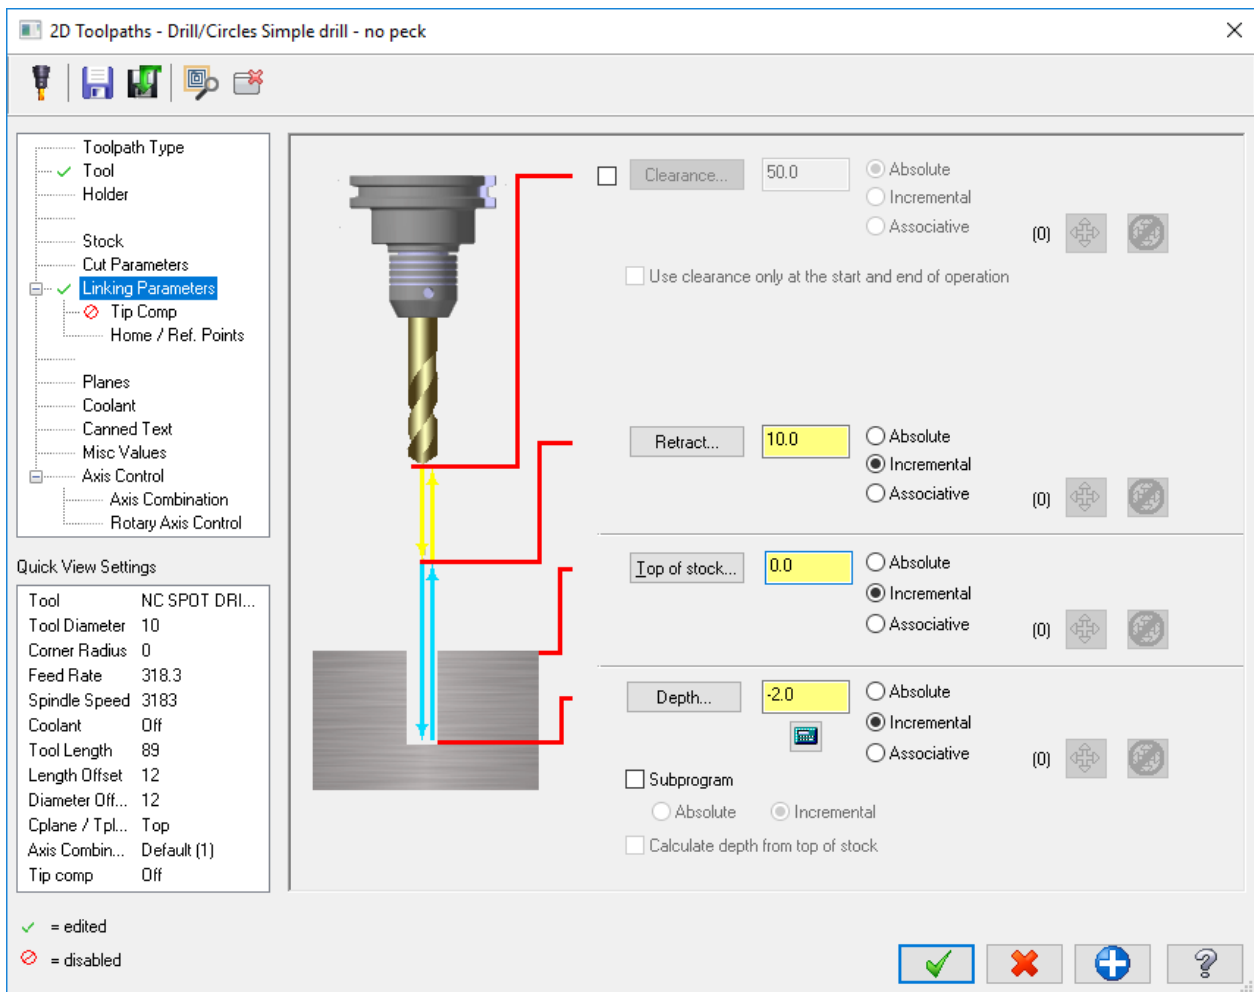 2D Toolpaths - Drill/Circles Simple drill - no peck
Toolpath Type
Tool
Holder
Stock
Cut Parameters
Linking Parameters
Tip Comp
Home / Ref. Points
Planes
Coolant
Canned Text
Misc Values
Axis Control
Axis Combination
Rotary Axis Control
Quick View Settings
Tool NC SPOT DRI...
Tool Diameter 10
Corner Radius 0
Feed Rate 318.3
Spindle Speed 3183
Coolant Off
Tool Length 89
Length Offset 12
Diameter Off... 12
Cplane / Tpl... Top
Axis Combin... Default (1)
Tip comp Off
= edited
= disabled
Clearance... 50.0 Absolute
Incremental
Associative (0)
Use clearance only at the start and end of operation
Retract... 10.0 Absolute
Incremental
Associative (0)
Top of stock... 0.0 Absolute
Incremental
Associative (0)
Depth... -2.0 Absolute
Incremental
Associative (0)
Subprogram
Absolute Incremental
Calculate depth from top of stock